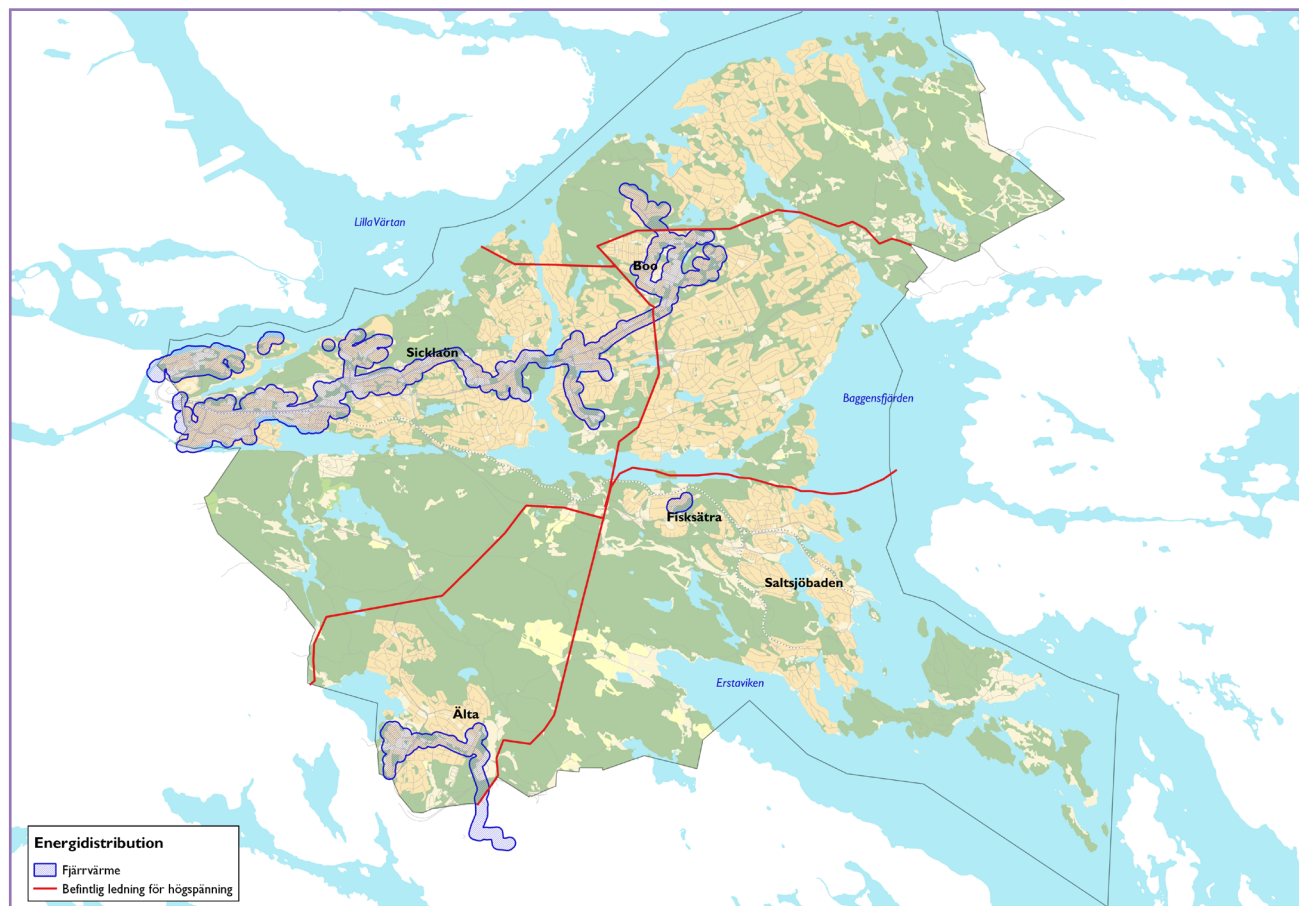 Lilla Värtan
Boo
Sicklaön
Baggensfjärden
Fisksätra
Saltsjöbaden
Erstaviken
Älta
Energidistribution
Fjärrvärme
Befintlig ledning för högspänning